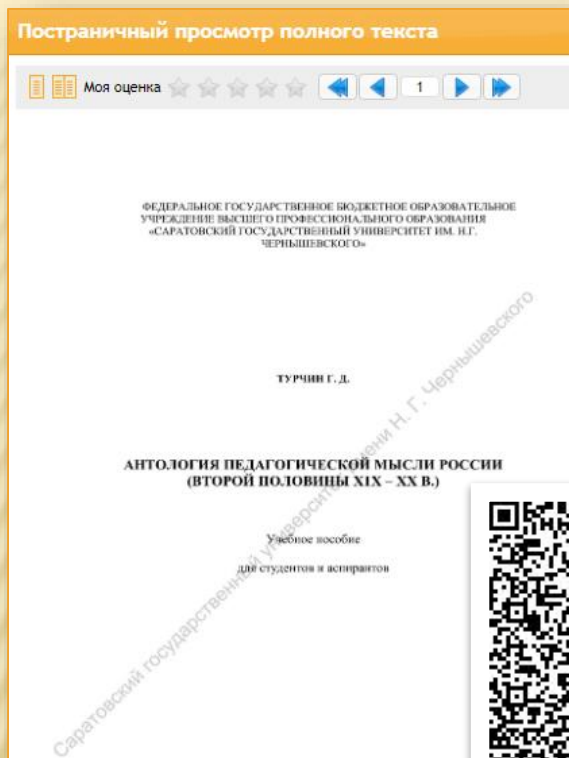 Постраничный просмотр полного текста
Моя оценка
1
ФЕДЕРАЛЬНОЕ ГОСУДАРСТВЕННОЕ БЮДЖЕТНОЕ ОБРАЗОВАТЕЛЬНОЕ
УЧРЕЖДЕНИЕ ВЫСШЕГО ПРОФЕССИОНАЛЬНОГО ОБРАЗОВАНИЯ
«САРАТОВСКИЙ ГОСУДАРСТВЕННЫЙ УНИВЕРСИТЕТ ИМ. Н.Г.
ЧЕРНЫШЕВСКОГО»
ТУРЧИН Г. Д.
АНТОЛОГИЯ ПЕДАГОГИЧЕСКОЙ МЫСЛИ РОССИИ
(ВТОРОЙ ПОЛОВИНЫ XIX – XX В.)
Учебное пособие
для студентов и аспирантов
Саратовский государственный университет имени Н. Г. Чернышевского